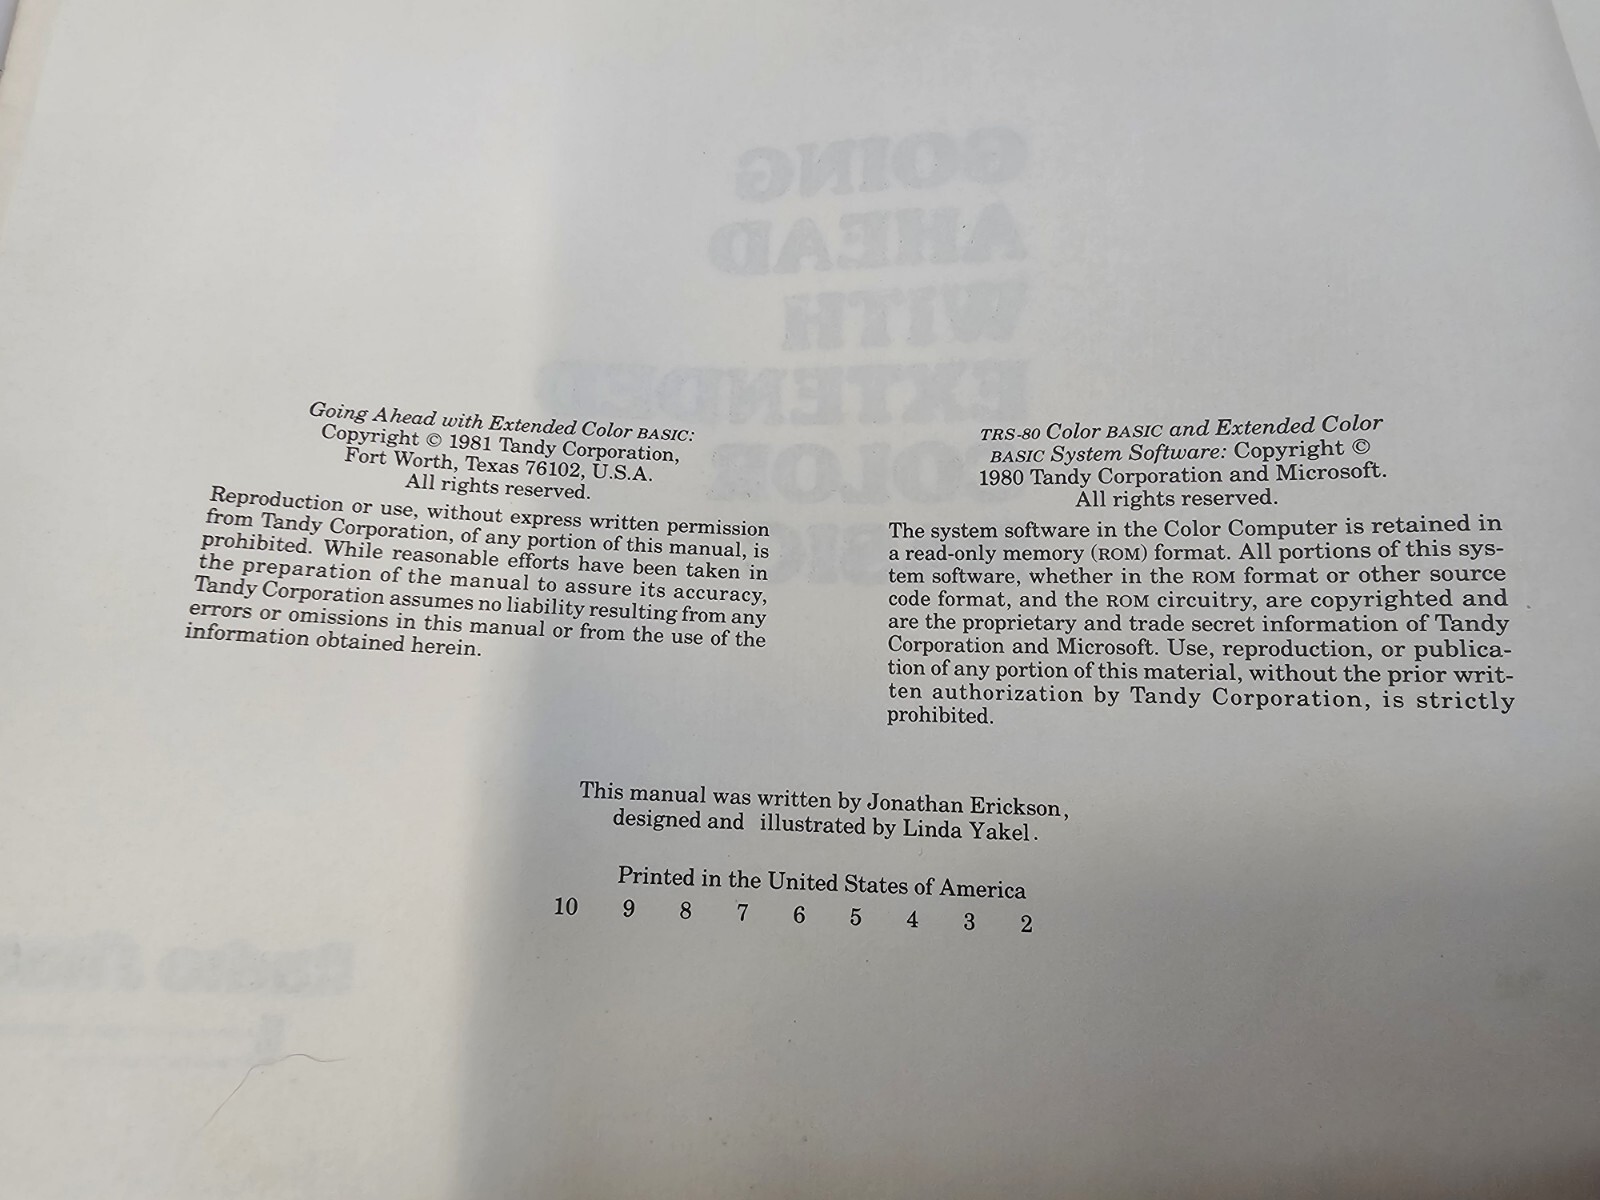 Going Ahead with Extended Color BASIC:
Copyright © 1981 Tandy Corporation,
Fort Worth, Texas 76102, U.S.A.
All rights reserved.
Reproduction or use, without express written permission
from Tandy Corporation, of any portion of this manual, is
prohibited. While reasonable efforts have been taken in
the preparation of the manual to assure its accuracy,
Tandy Corporation assumes no liability resulting from any
errors or omissions in this manual or from the use of the
information obtained herein.
TRS-80 Color BASIC and Extended Color
BASIC System Software: Copyright ©
1980 Tandy Corporation and Microsoft.
All rights reserved.
The system software in the Color Computer is retained in
a read-only memory (ROM) format. All portions of this sys-
tem software, whether in the ROM format or other source
code format, and the ROM circuitry, are copyrighted and
are the proprietary and trade secret information of Tandy
Corporation and Microsoft. Use, reproduction, or publica-
tion of any portion of this material, without the prior writ-
ten authorization by Tandy Corporation, is strictly
prohibited.
This manual was written by Jonathan Erickson,
designed and illustrated by Linda Yakel.
Printed in the United States of America
10 9 8 7 6 5 4 3 2
GOING
AHEAD
WITH
EXTENDED
COLOR